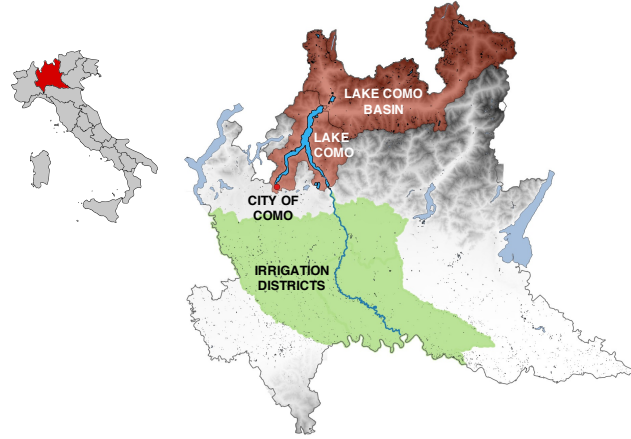 LAKE COMO
BASIN
LAKE
COMO
CITY OF
COMO
IRRIGATION
DISTRICTS